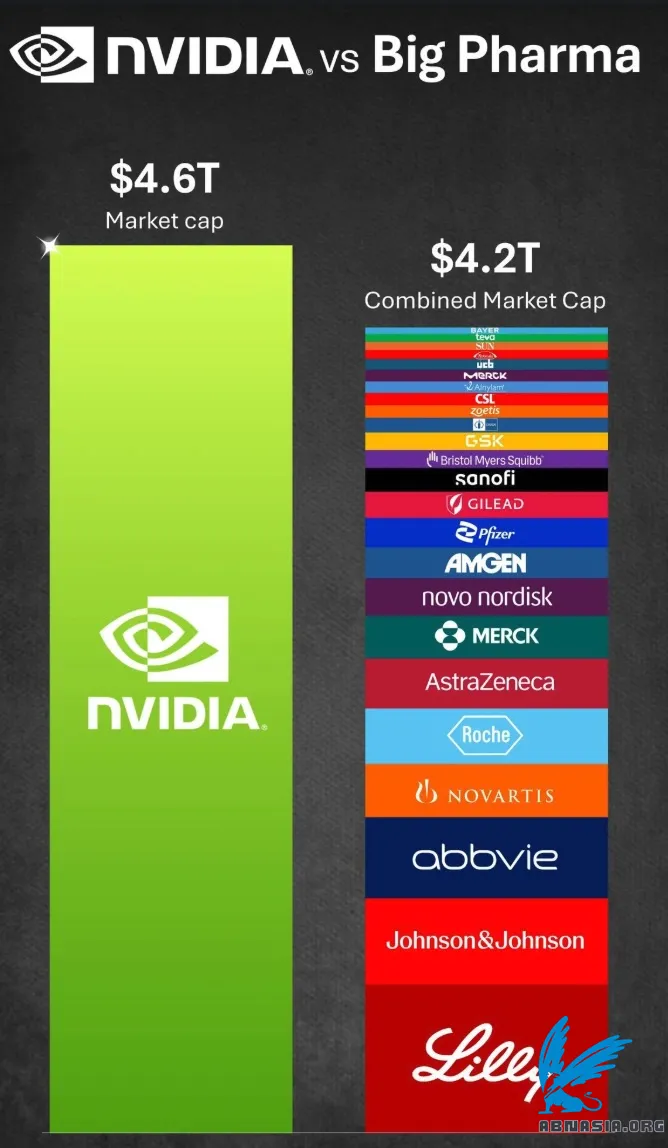 nVIDIA® vs Big Pharma
$4.6T
Market cap
$4.2T
Combined Market Cap
BAYER
teva
SUN
ucb
MERCK
Alnylam
CSL
zoetis
GSK
Bristol Myers Squibb
sanofi
GILEAD
Pfizer
AMGEN
novo nordisk
MERCK
AstraZeneca
Roche
NOVARTIS
abbvie
Johnson&Johnson
Lilly
nVIDIA®
ABNASIA.ORG